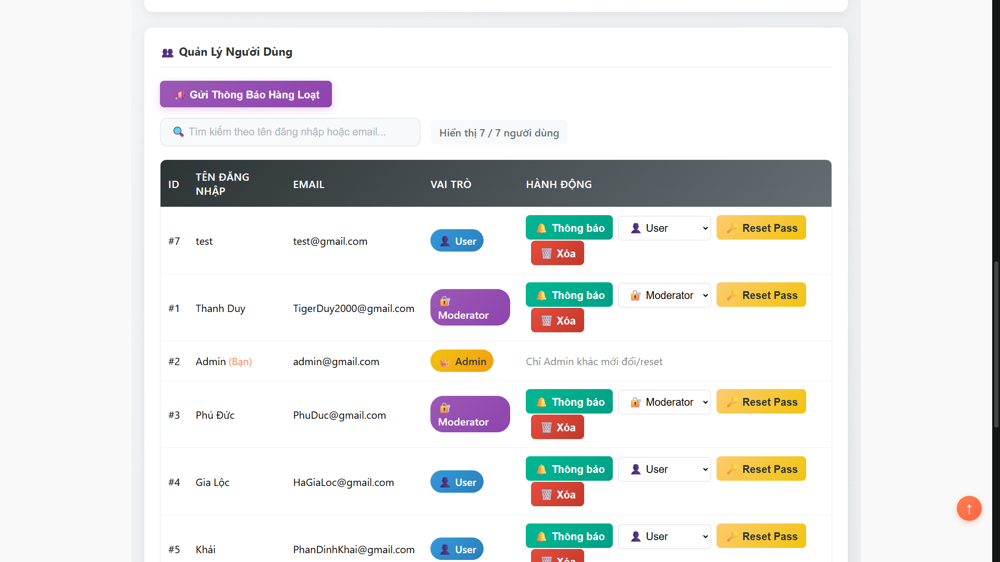 Quản Lý Người Dùng
Gửi Thông Báo Hàng Loạt
Tìm kiếm theo tên đăng nhập hoặc email...
Hiển thị 7 / 7 người dùng
ID TÊN ĐĂNG NHẬP EMAIL VAI TRÒ HÀNH ĐỘNG
#7 test test@gmail.com User Thông báo User Reset Pass
Xóa
#1 Thanh Duy TigerDuy2000@gmail.com Moderator Thông báo Moderator Reset Pass
Xóa
#2 Admin (Bạn) admin@gmail.com Admin Chỉ Admin khác mới đổi/reset
#3 Phú Đức PhuDuc@gmail.com Moderator Thông báo Moderator Reset Pass
Xóa
#4 Gia Lộc HaGiaLoc@gmail.com User Thông báo User Reset Pass
Xóa
#5 Khải PhanDinhKhai@gmail.com User Thông báo User Reset Pass
Xóa